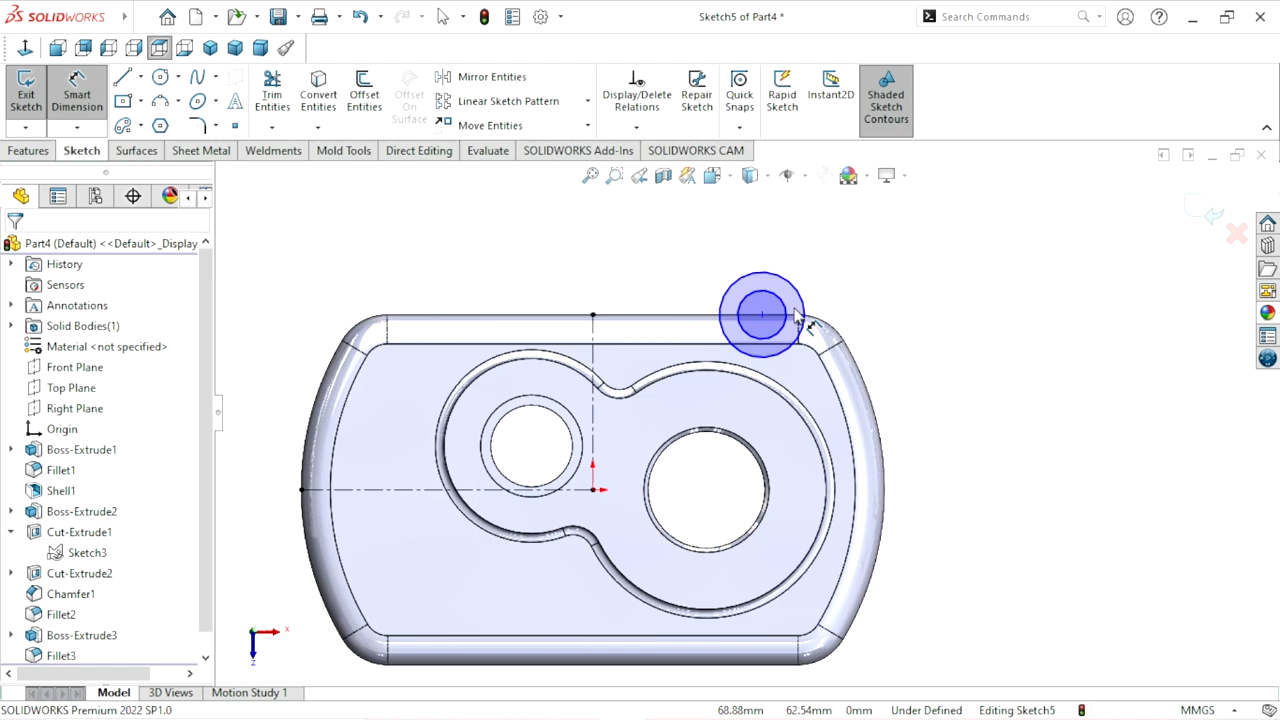 SOLIDWORKS
Sketch5 of Part4 *
Search Commands
Exit Sketch
Smart Dimension
Trim Entities
Convert Entities
Offset Entities
Offset On Surface
Mirror Entities
Linear Sketch Pattern
Move Entities
Display/Delete Relations
Repair Sketch
Quick Snaps
Rapid Sketch
Instant2D
Shaded Sketch Contours
Features Sketch Surfaces Sheet Metal Weldments Mold Tools Direct Editing Evaluate SOLIDWORKS Add-Ins SOLIDWORKS CAM
Part4 (Default) <<Default>_Display
History
Sensors
Annotations
Solid Bodies(1)
Material <not specified>
Front Plane
Top Plane
Right Plane
Origin
Boss-Extrude1
Fillet1
Shell1
Boss-Extrude2
Cut-Extrude1
Sketch3
Cut-Extrude2
Chamfer1
Fillet2
Boss-Extrude3
Fillet3
x
z
Model 3D Views Motion Study 1
SOLIDWORKS Premium 2022 SP1.0 68.88mm 62.54mm 0mm Under Defined Editing Sketch5 MMGS